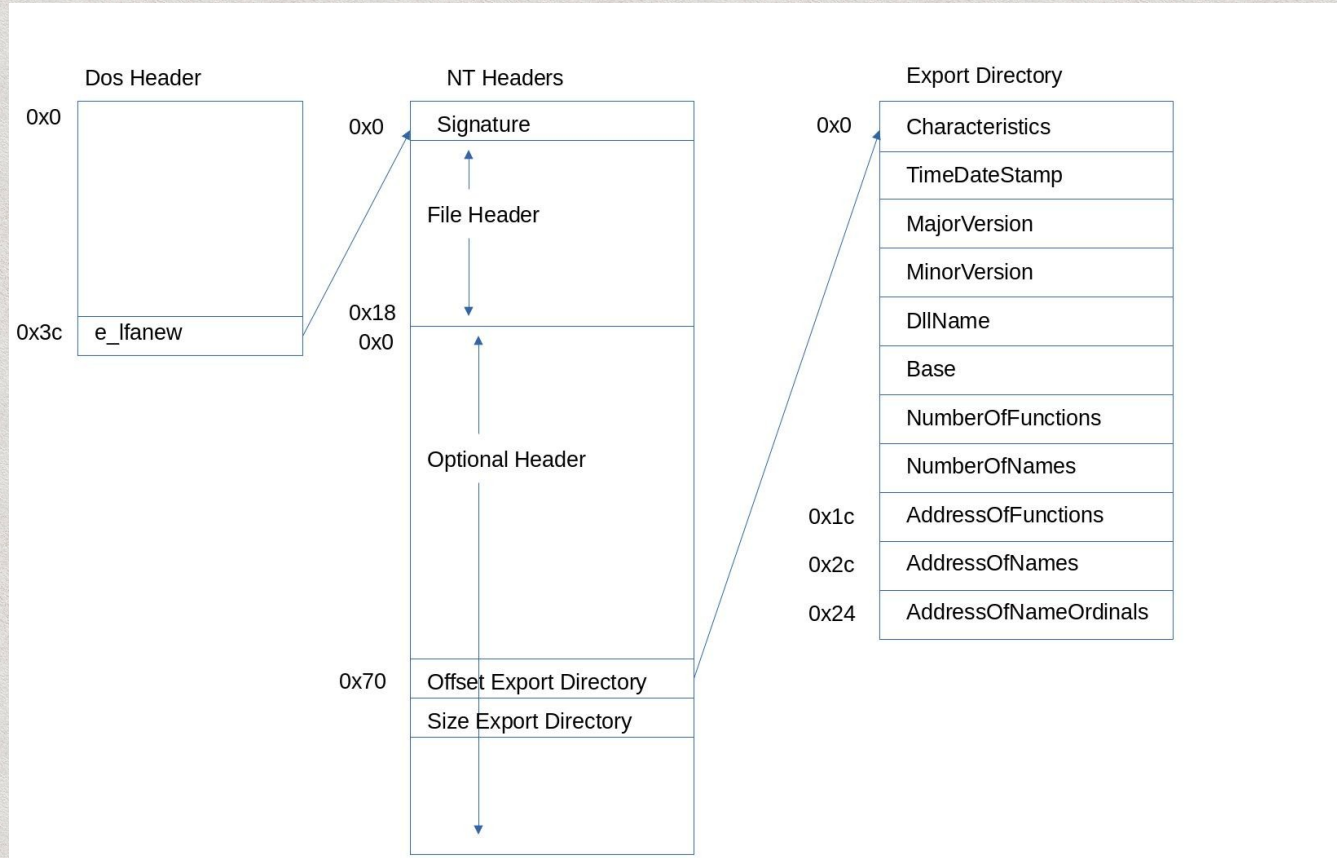 Dos Header
0x0
0x3c
e_lfanew
NT Headers
0x0
Signature
File Header
0x18
0x0
Optional Header
0x70
Offset Export Directory
Size Export Directory
Export Directory
0x0
Characteristics
TimeDateStamp
MajorVersion
MinorVersion
DllName
Base
NumberOfFunctions
NumberOfNames
0x1c
AddressOfFunctions
0x2c
AddressOfNames
0x24
AddressOfNameOrdinals